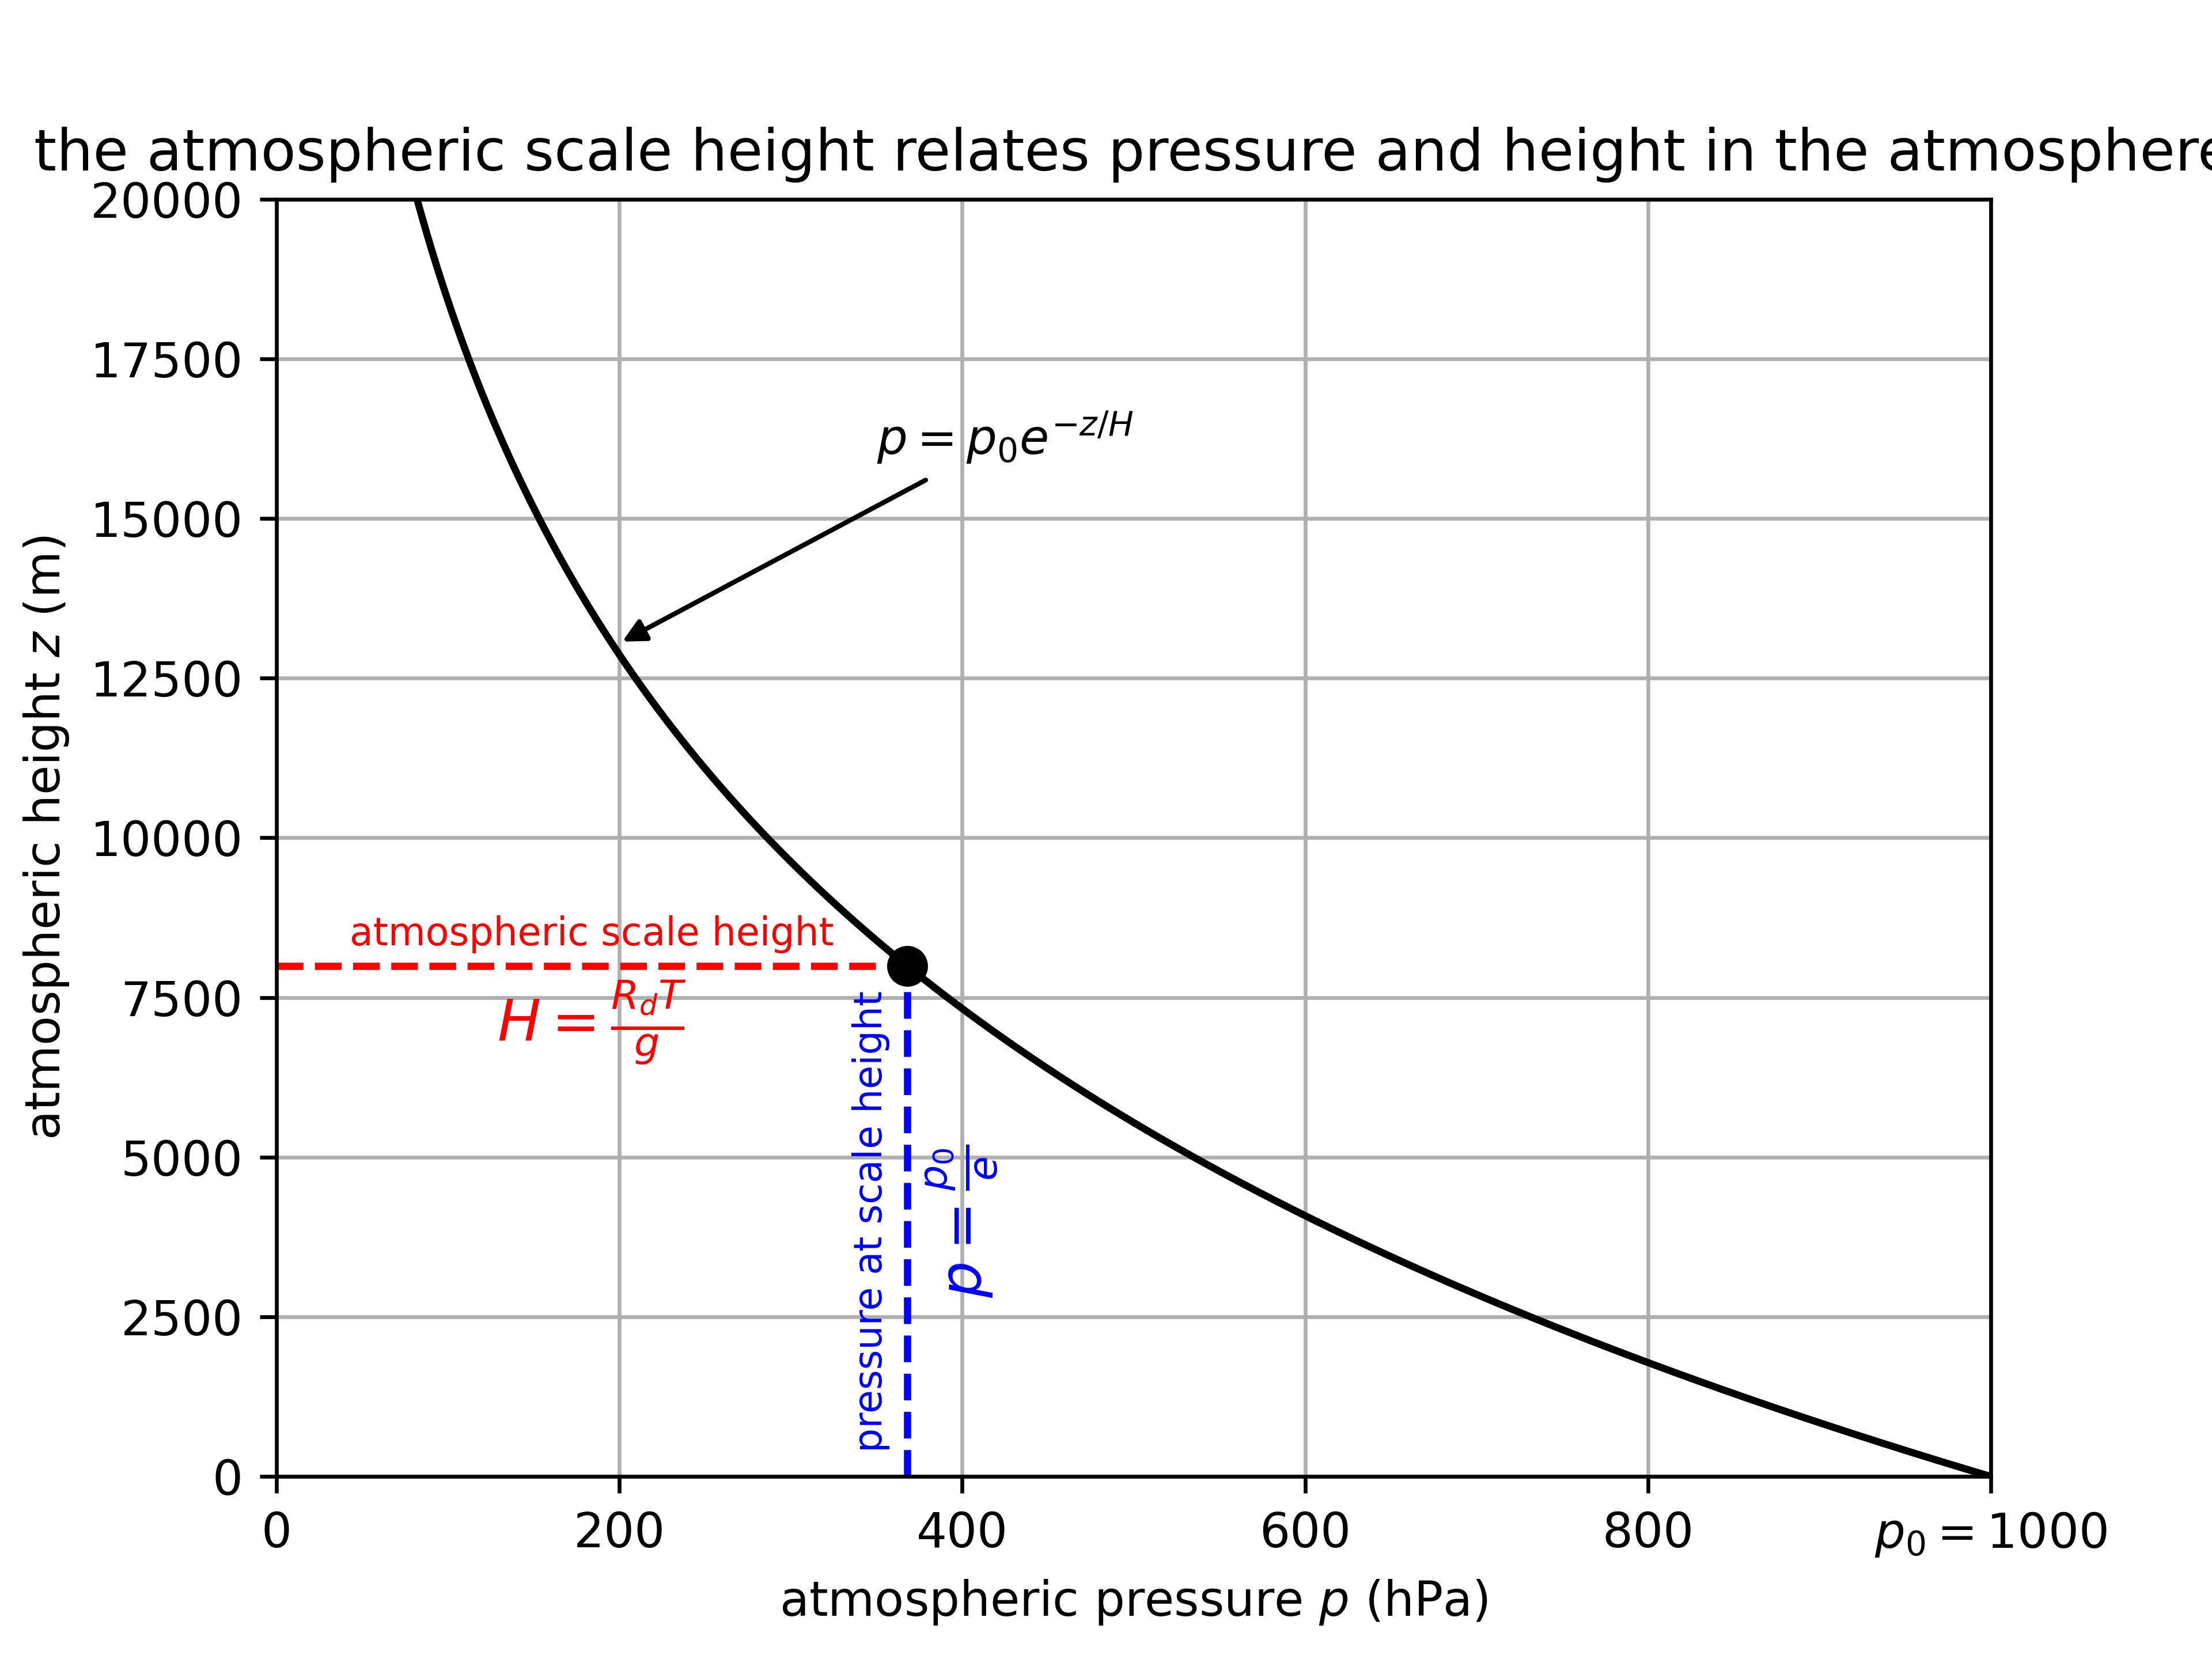 the atmospheric scale height relates pressure and height in the atmosphere
20000
17500
15000
12500
10000
7500
5000
2500
0
atmospheric height z (m)
p = p₀e^{−z/H}
atmospheric scale height
H = R_dT/g
pressure at scale height
p = p₀/e
0 200 400 600 800 p₀ = 1000
atmospheric pressure p (hPa)